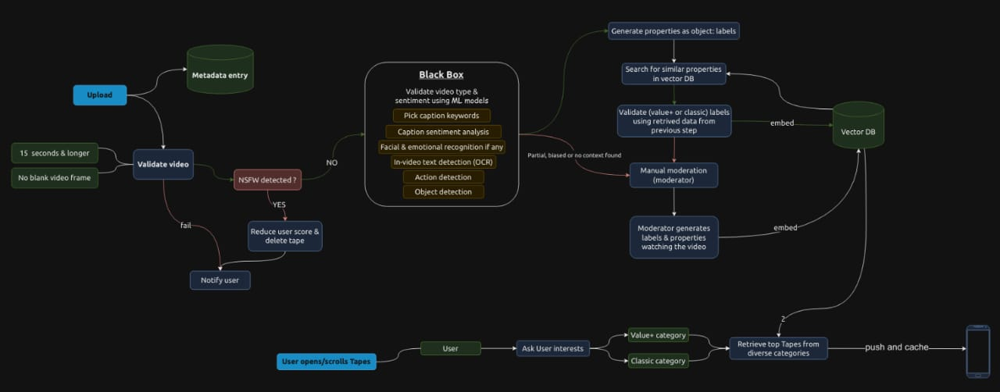 Upload
Metadata entry
15 seconds & longer
No blank video frame
Validate video
fail
NSFW detected ?
NO
YES
Reduce user score &
delete tape
Notify user
Black Box
Validate video type &
sentiment using ML models
Pick caption keywords
Caption sentiment analysis
Facial & emotional recognition if any
In-video text detection (OCR)
Action detection
Object detection
Partial, biased or no context found
Generate properties as object: labels
Search for similar properties
in vector DB
Validate (value+ or classic) labels
using retrived data from
previous step
embed
Vector DB
Manual moderation
(moderator)
Moderator generates
labels & properties
watching the video
embed
2
User opens/scrolls Tapes
User
Ask User interests
Value+ category
Classic category
Retrieve top Tapes from
diverse categories
push and cache